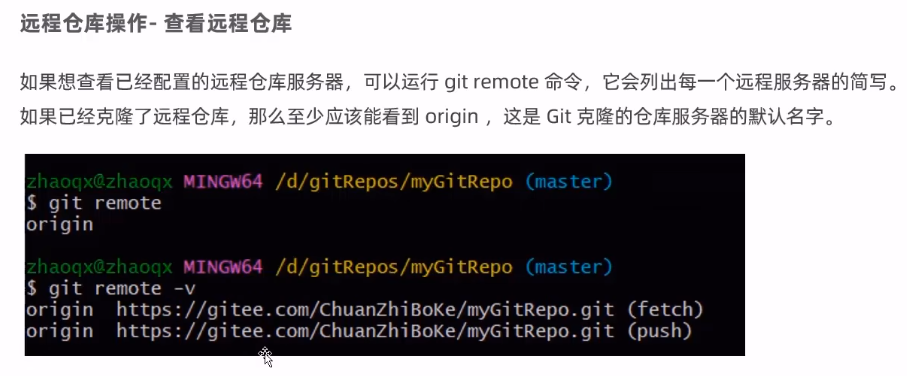 远程仓库操作- 查看远程仓库
如果想查看已经配置的远程仓库服务器，可以运行 git remote 命令，它会列出每一个远程服务器的简写。
如果已经克隆了远程仓库，那么至少应该能看到 origin ，这是 Git 克隆的仓库服务器的默认名字。
zhaoqx@zhaoqx MINGW64 /d/gitRepos/myGitRepo (master)
$ git remote
origin
zhaoqx@zhaoqx MINGW64 /d/gitRepos/myGitRepo (master)
$ git remote -v
origin  https://gitee.com/ChuanZhiBoKe/myGitRepo.git (fetch)
origin  https://gitee.com/ChuanZhiBoKe/myGitRepo.git (push)